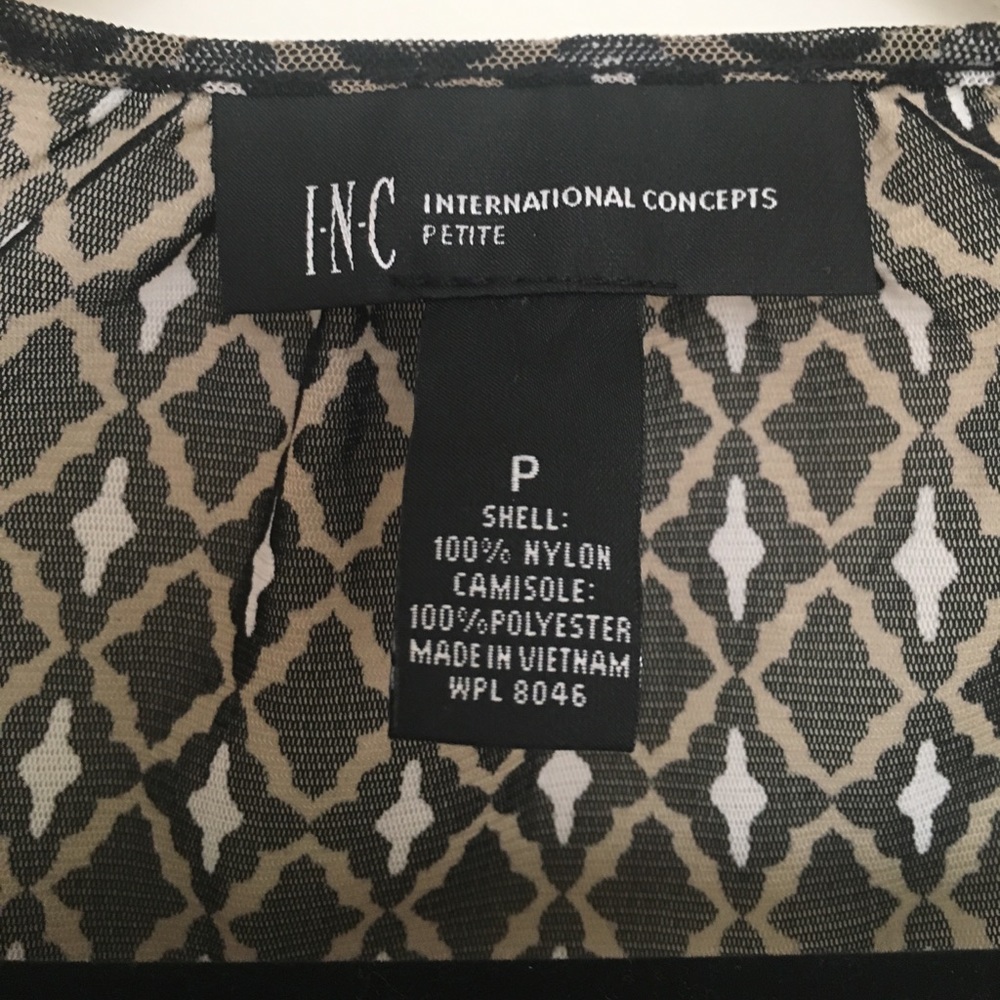 I·N·C INTERNATIONAL CONCEPTS
PETITE
P
SHELL:
100% NYLON
CAMISOLE:
100%POLYESTER
MADE IN VIETNAM
WPL 8046